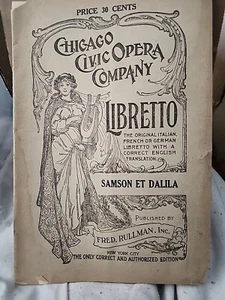 PRICE 30 CENTS
CHICAGO
CIVIC OPERA
COMPANY
LIBRETTO
THE ORIGINAL ITALIAN,
FRENCH OR GERMAN
LIBRETTO WITH A
CORRECT ENGLISH
TRANSLATION.
SAMSON ET DALILA
PUBLISHED BY
FRED. RULLMAN, INC.
NEW YORK CITY
THE ONLY CORRECT AND AUTHORIZED EDITION